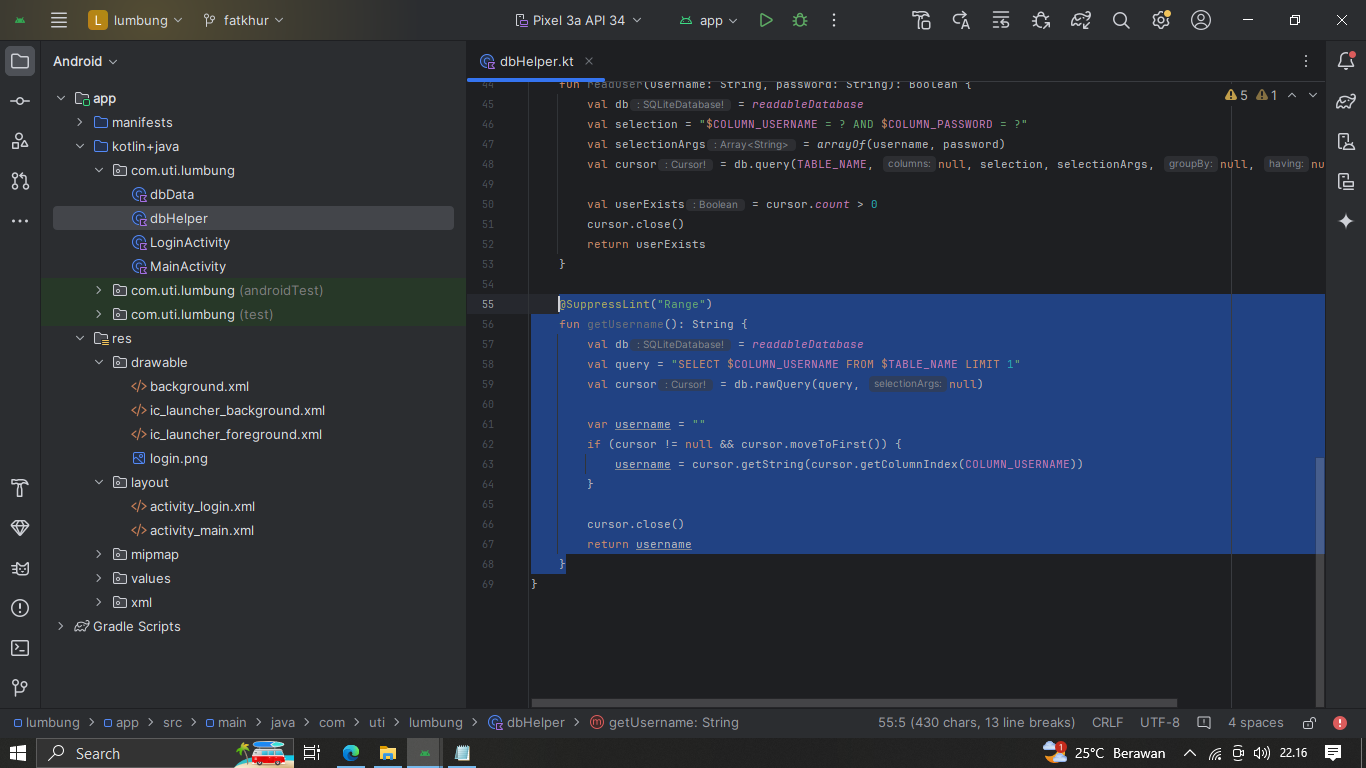 L lumbung fatkhur Pixel 3a API 34 app
Android
app
manifests
kotlin+java
com.uti.lumbung
dbData
dbHelper
LoginActivity
MainActivity
com.uti.lumbung (androidTest)
com.uti.lumbung (test)
res
drawable
background.xml
ic_launcher_background.xml
ic_launcher_foreground.xml
login.png
layout
activity_login.xml
activity_main.xml
mipmap
values
xml
Gradle Scripts
dbHelper.kt
5 1
44 fun readUser(username: String, password: String): Boolean {
45 val db : SQLiteDatabase! = readableDatabase
46 val selection = "$COLUMN_USERNAME = ? AND $COLUMN_PASSWORD = ?"
47 val selectionArgs : Array<String> = arrayOf(username, password)
48 val cursor : Cursor! = db.query(TABLE_NAME, columns: null, selection, selectionArgs, groupBy: null, having: nu
49
50 val userExists : Boolean = cursor.count > 0
51 cursor.close()
52 return userExists
53 }
54
55 @SuppressLint("Range")
56 fun getUsername(): String {
57 val db : SQLiteDatabase! = readableDatabase
58 val query = "SELECT $COLUMN_USERNAME FROM $TABLE_NAME LIMIT 1"
59 val cursor : Cursor! = db.rawQuery(query, selectionArgs: null)
60
61 var username = ""
62 if (cursor != null && cursor.moveToFirst()) {
63 username = cursor.getString(cursor.getColumnIndex(COLUMN_USERNAME))
64 }
65
66 cursor.close()
67 return username
68 }
69 }
lumbung > app > src > main > java > com > uti > lumbung > dbHelper > getUsername: String 55:5 (430 chars, 13 line breaks) CRLF UTF-8 4 spaces
Search 1 25°C Berawan 22.16